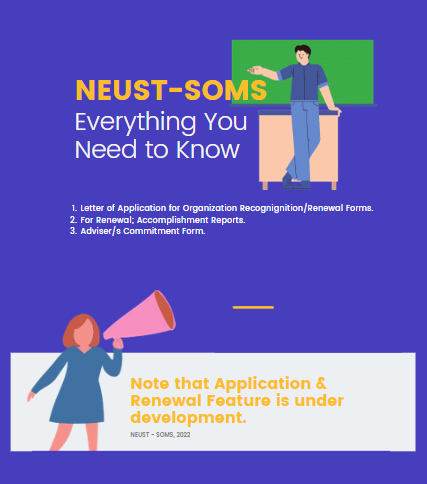 NEUST-SOMS
Everything You
Need to Know
1. Letter of Application for Organization Recognignition/Renewal Forms.
2. For Renewal; Accomplishment Reports.
3. Adviser/s Commitment Form.
Note that Application &
Renewal Feature is under
development.
NEUST - SOMS, 2022